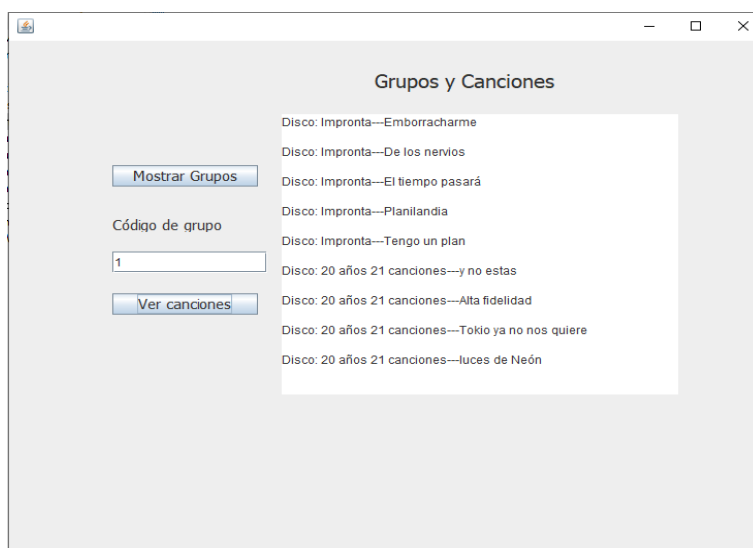 Grupos y Canciones
Mostrar Grupos
Código de grupo
1
Ver canciones
Disco: Impronta---Emborracharme
Disco: Impronta---De los nervios
Disco: Impronta---El tiempo pasará
Disco: Impronta---Planilandia
Disco: Impronta---Tengo un plan
Disco: 20 años 21 canciones---y no estas
Disco: 20 años 21 canciones---Alta fidelidad
Disco: 20 años 21 canciones---Tokio ya no nos quiere
Disco: 20 años 21 canciones---luces de Neón